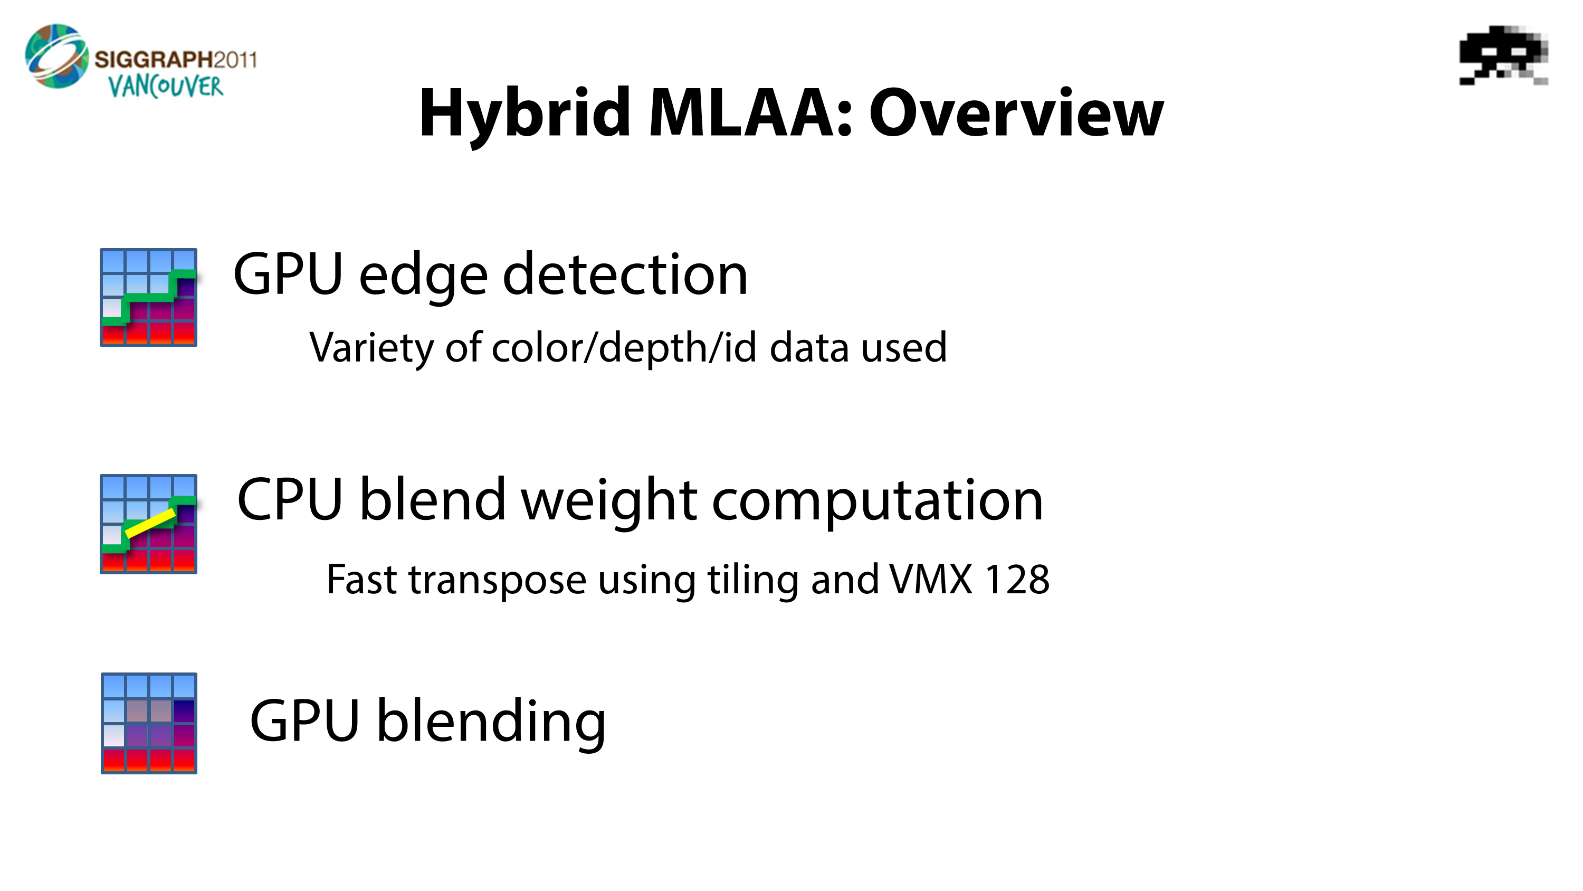 SIGGRAPH2011
VANCOUVER
Hybrid MLAA: Overview
GPU edge detection
Variety of color/depth/id data used
CPU blend weight computation
Fast transpose using tiling and VMX 128
GPU blending